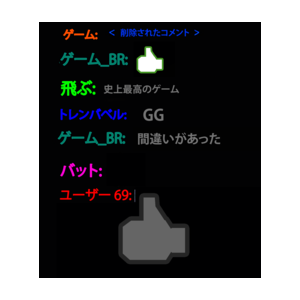 ゲーム: < 削除されたコメント >
ゲーム_BR:
飛ぶ: 史上最高のゲーム
トレンバベル: GG
ゲーム_BR: 間違いがあった
バット:
ユーザー 69: